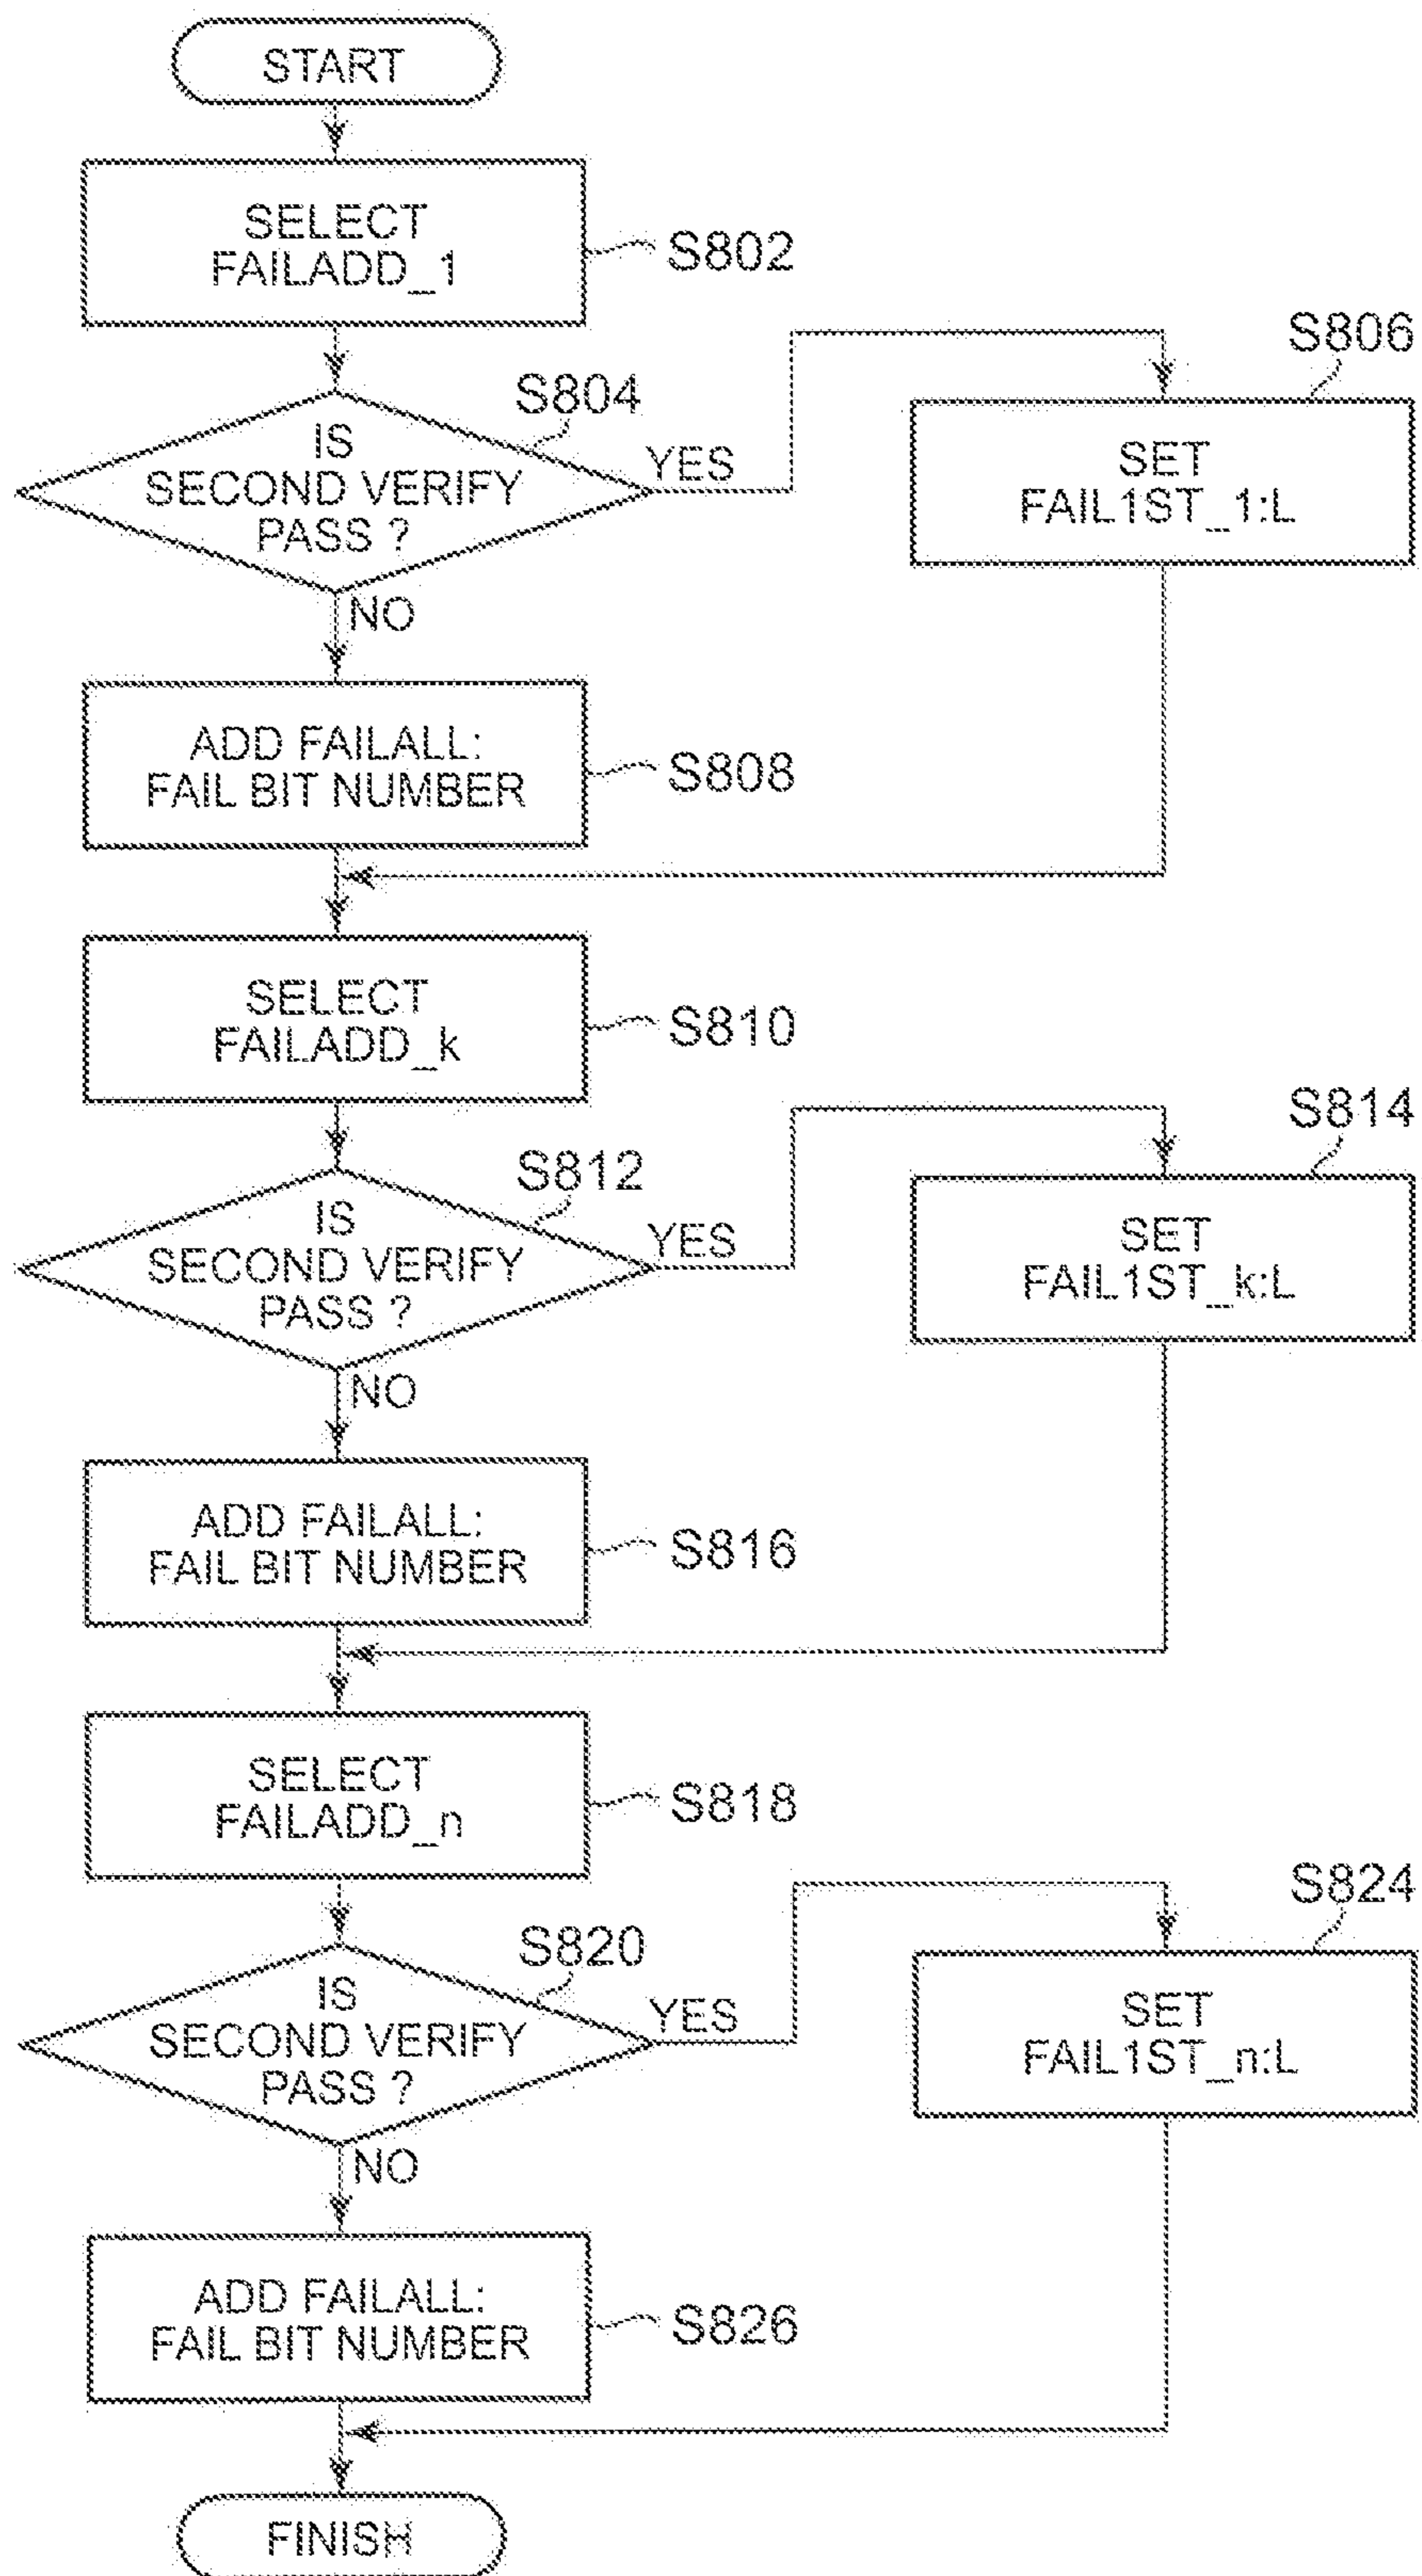 START
SELECT
FAILADD_1
S802
S804
IS
SECOND VERIFY
PASS ?
YES
NO
S806
SET
FAIL1ST_1:L
ADD FAILALL:
FAIL BIT NUMBER
S808
SELECT
FAILADD_k
S810
S812
IS
SECOND VERIFY
PASS ?
YES
NO
S814
SET
FAIL1ST_k:L
ADD FAILALL:
FAIL BIT NUMBER
S816
SELECT
FAILADD_n
S818
S820
IS
SECOND VERIFY
PASS ?
YES
NO
S824
SET
FAIL1ST_n:L
ADD FAILALL:
FAIL BIT NUMBER
S826
FINISH